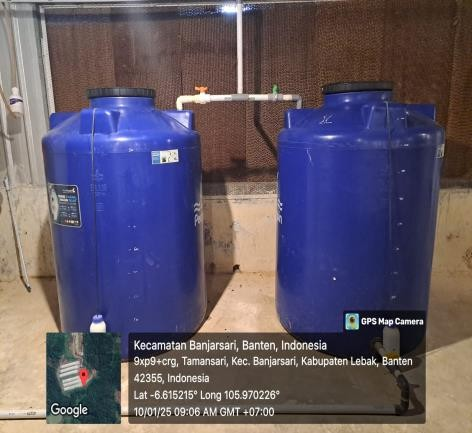 GPS Map Camera
Kecamatan Banjarsari, Banten, Indonesia
9xp9+crg, Tamansari, Kec. Banjarsari, Kabupaten Lebak, Banten
42355, Indonesia
Lat -6.615215° Long 105.970226°
10/01/25 09:06 AM GMT +07:00
Google